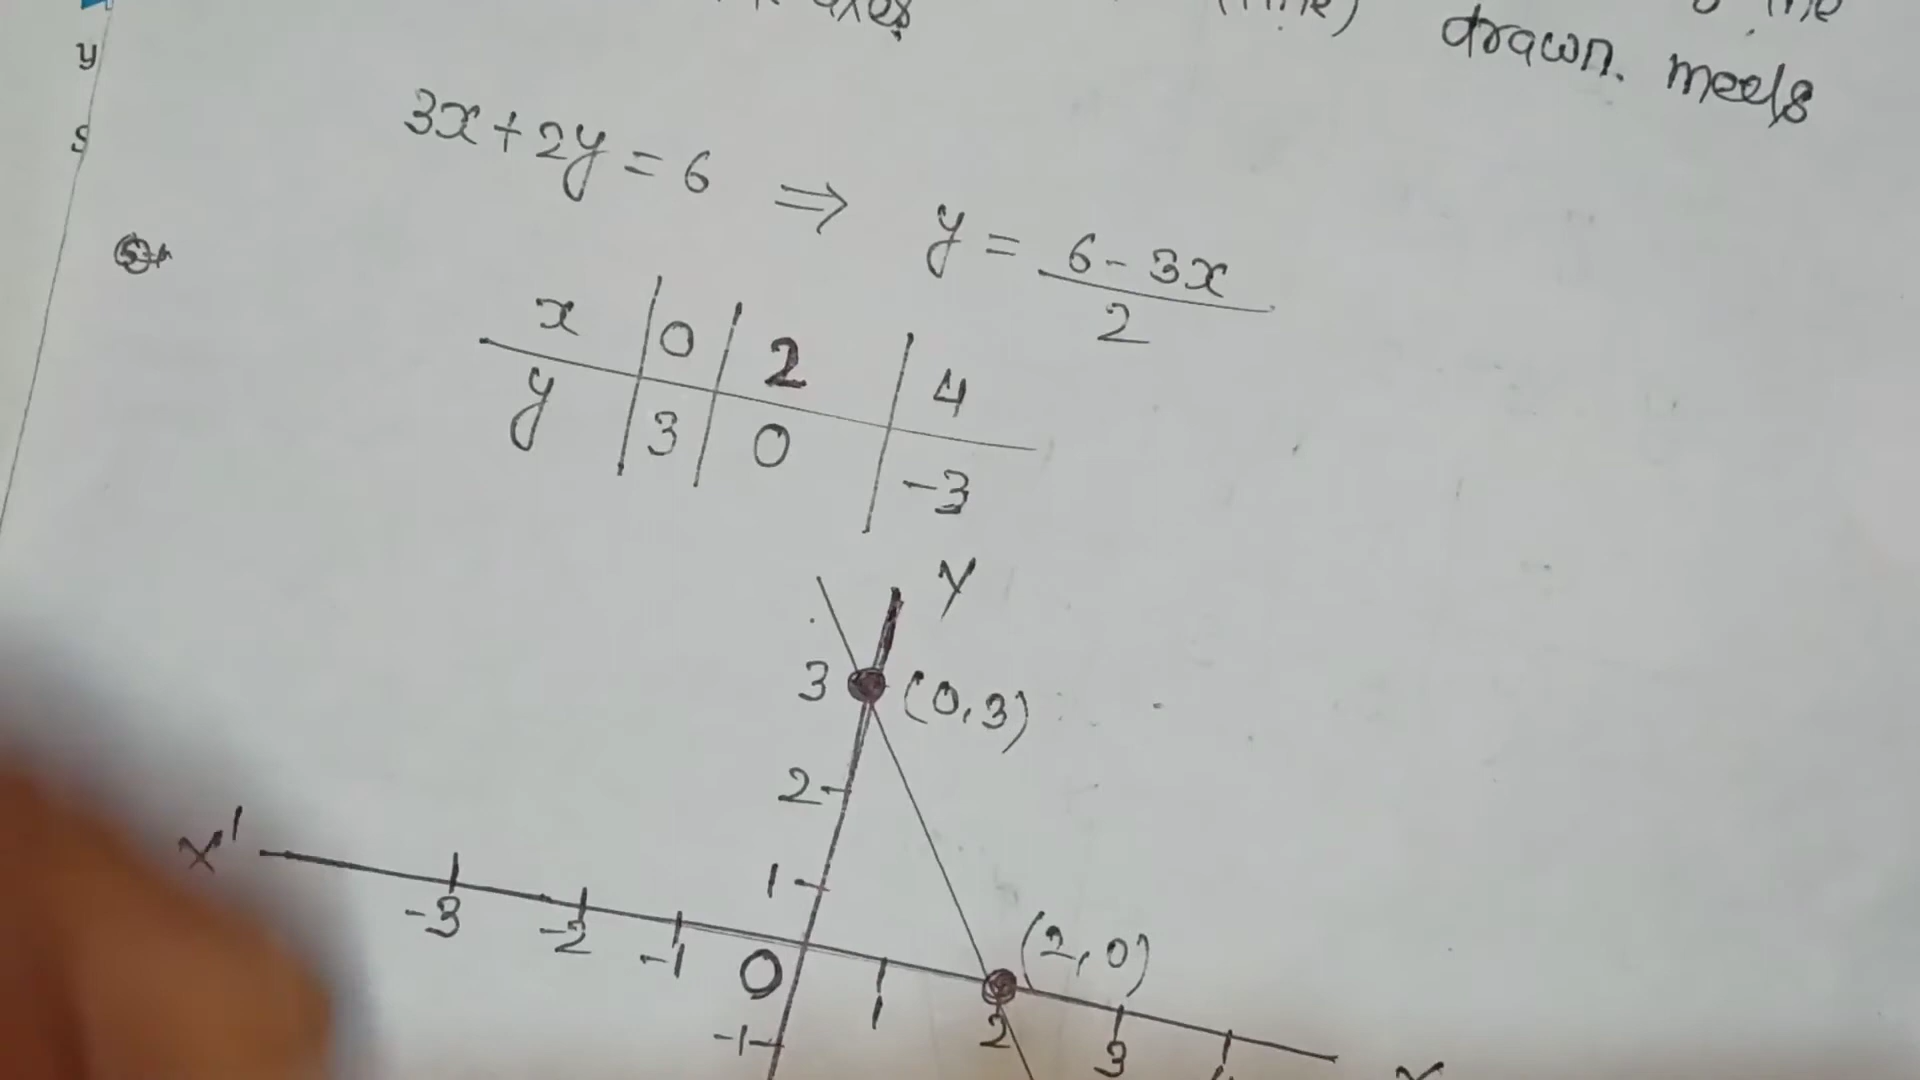 axes
drawn. meets
y
s
3x+2y = 6 ⇒ y = 6-3x / 2
x | 0 | 2 | 4
y | 3 | 0 | -3
Y
3 (0,3)
2
1
X'
-3 -2 -1 0 1 2 3
(2,0)
-1